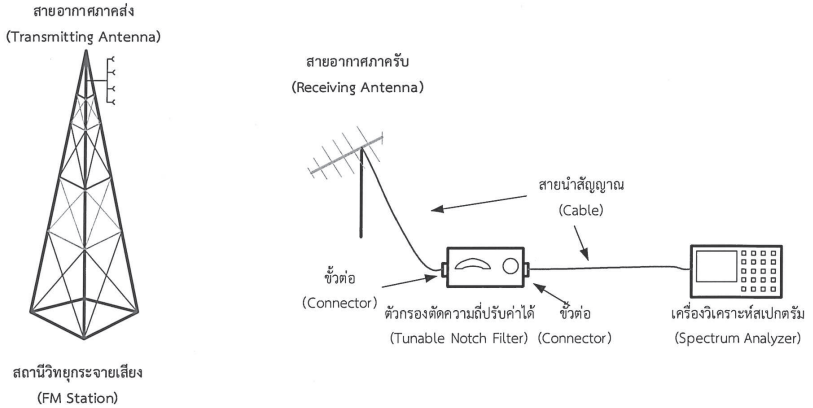 สายอากาศภาคส่ง
(Transmitting Antenna)
สายอากาศภาครับ
(Receiving Antenna)
สายนำสัญญาณ
(Cable)
ขั้วต่อ
(Connector)
ตัวกรองตัดความถี่ปรับค่าได้
(Tunable Notch Filter)
ขั้วต่อ
(Connector)
เครื่องวิเคราะห์สเปกตรัม
(Spectrum Analyzer)
สถานีวิทยุกระจายเสียง
(FM Station)